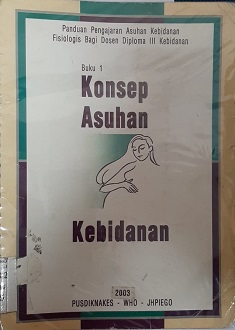 Panduan Pengajaran Asuhan Kebidanan
Fisiologis Bagi Dosen Diploma III Kebidanan
Buku 1
Konsep
Asuhan
Kebidanan
2003
PUSDIKNAKES - WHO - JHPIEGO